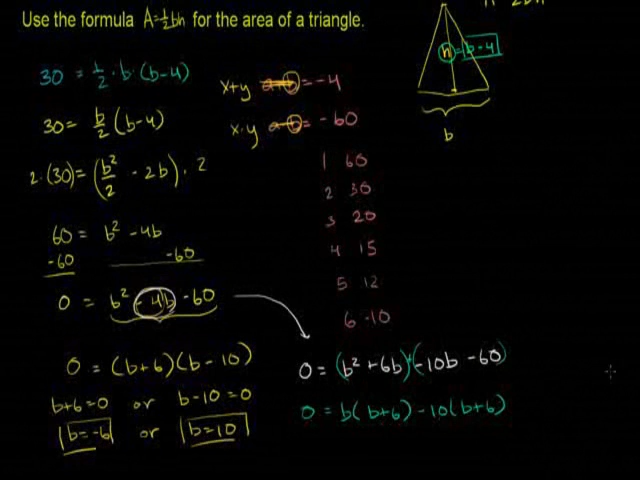 Use the formula A=½bh for the area of a triangle.
30 = ½ · b · (b-4)
30 = b/2 (b-4)
2·(30) = (b²/2 - 2b) · 2
60 = b² - 4b
-60 -60
0 = b² - 4b - 60
0 = (b+6)(b-10)
b+6=0 or b-10=0
b=-6 or b=10
x+y a+b = -4
x·y a·b = -60
1 60
2 30
3 20
4 15
5 12
6 -10
0 = (b² + 6b) + (-10b - 60)
0 = b(b+6) - 10(b+6)
h = b-4
b